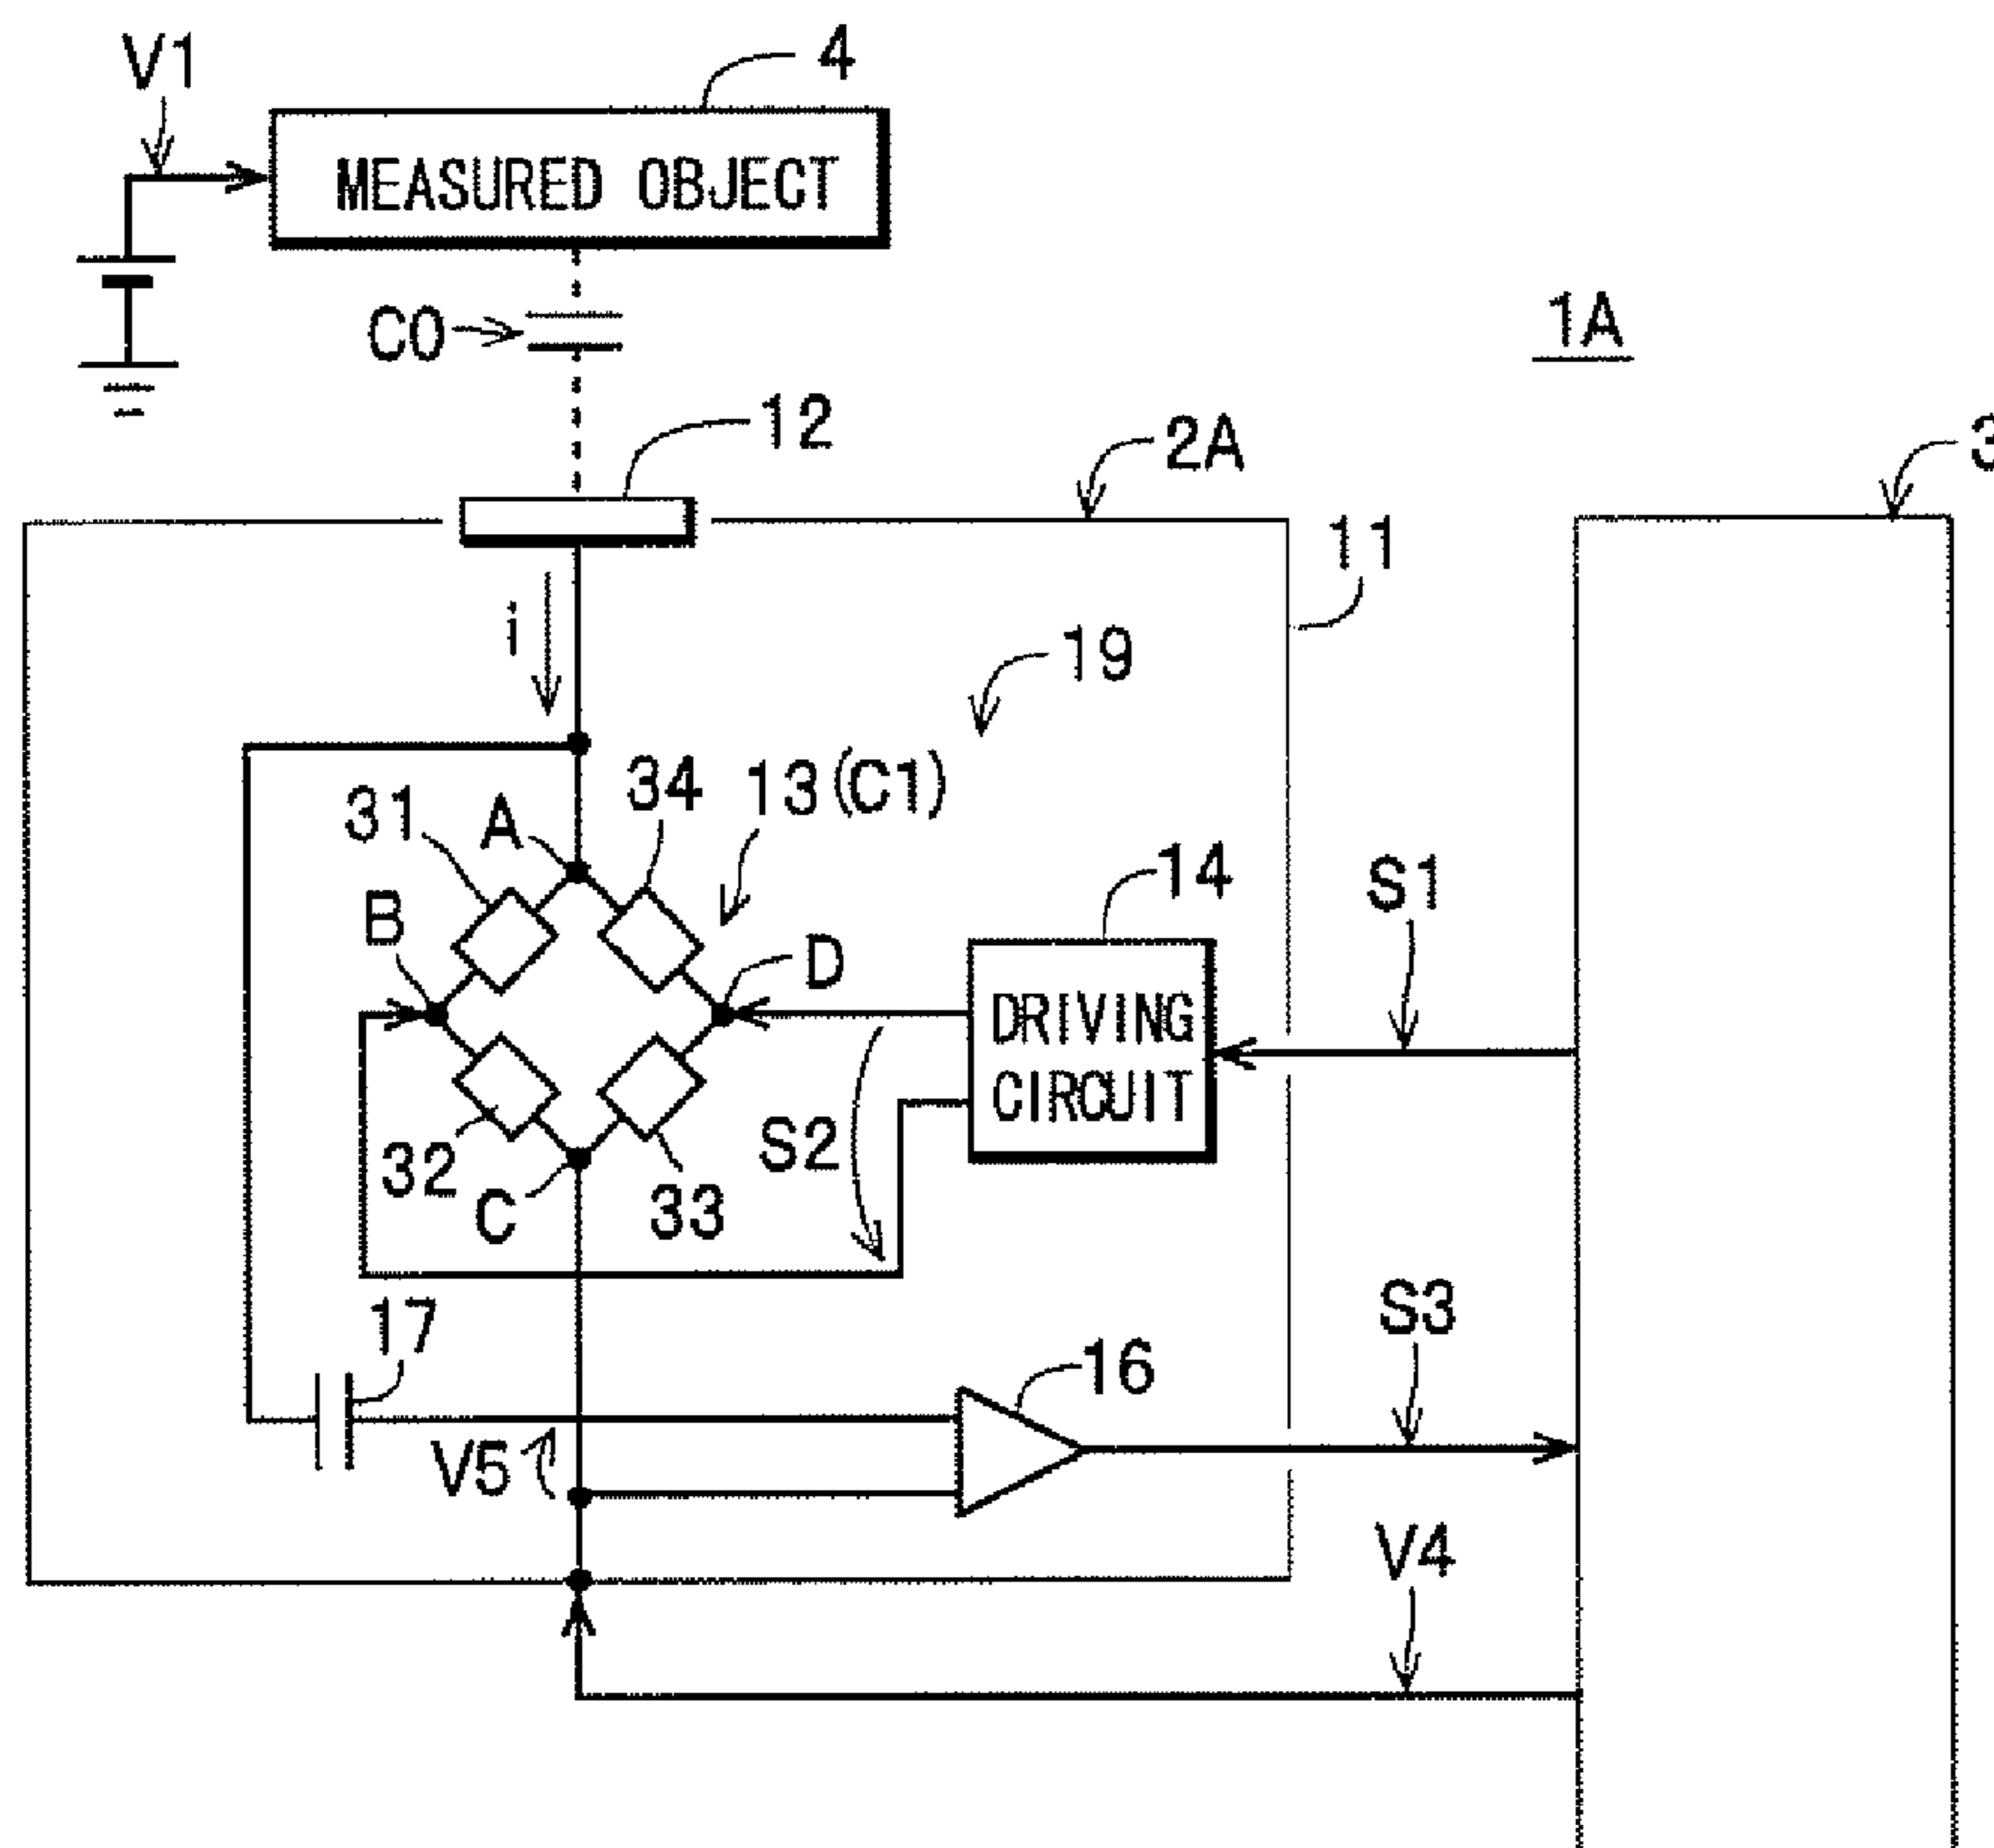 V1
4
MEASURED OBJECT
C0
1A
12
2A
3
11
i
19
31
A
34
13(C1)
14
S1
B
D
DRIVING
CIRCUIT
S2
32
C
33
17
S3
16
V5
V4